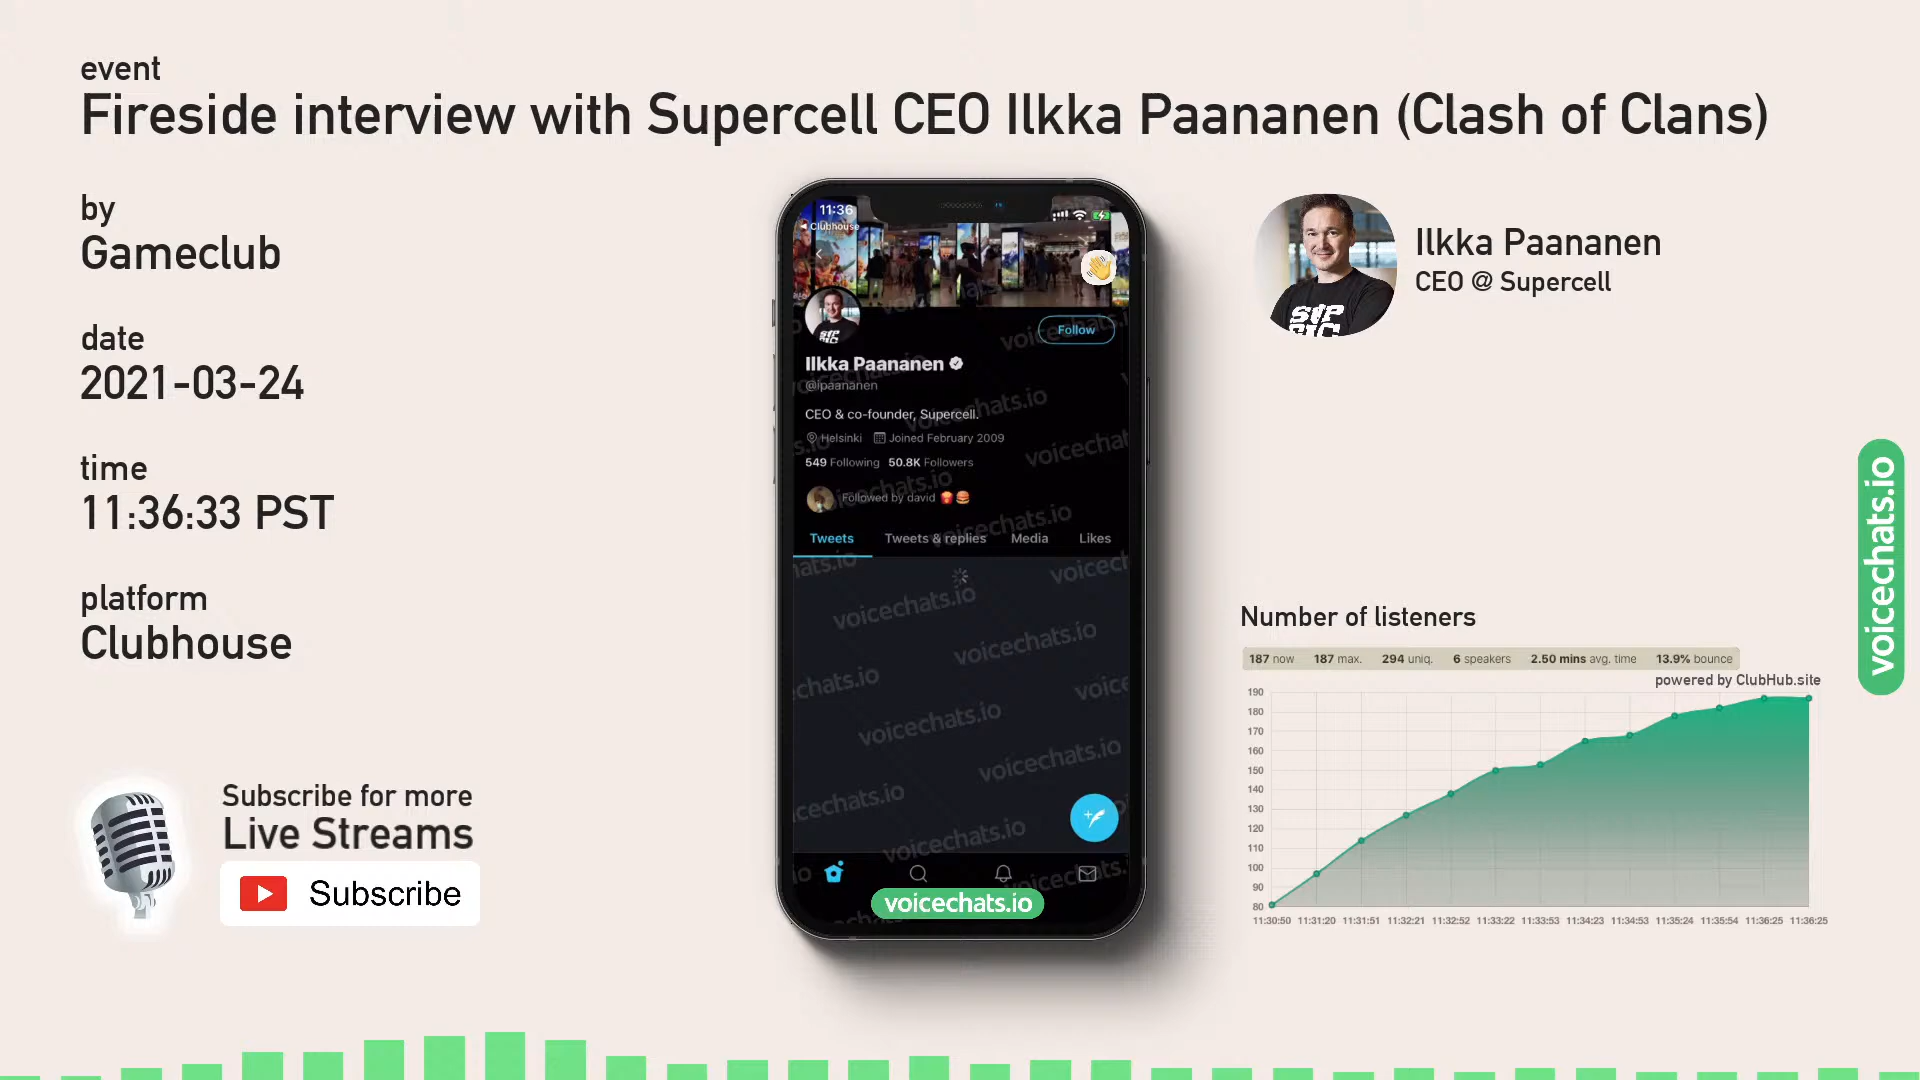 event
Fireside interview with Supercell CEO Ilkka Paananen (Clash of Clans)
by
Gameclub
date
2021-03-24
time
11:36:33 PST
platform
Clubhouse
Subscribe for more
Live Streams
Subscribe
11:36
Clubhouse
Follow
Ilkka Paananen
@ipaananen
CEO & co-founder, Supercell.
Helsinki Joined February 2009
549 Following 50.8K Followers
Followed by david
Tweets Tweets & replies Media Likes
voicechats.io
Ilkka Paananen
CEO @ Supercell
Number of listeners
187 now 187 max. 294 uniq. 6 speakers 2.50 mins avg. time 13.9% bounce
powered by ClubHub.site
190
180
170
160
150
140
130
120
110
100
90
80
11:30:50 11:31:20 11:31:51 11:32:21 11:32:52 11:33:22 11:33:53 11:34:23 11:34:53 11:35:24 11:35:54 11:36:25 11:36:25
voicechats.io